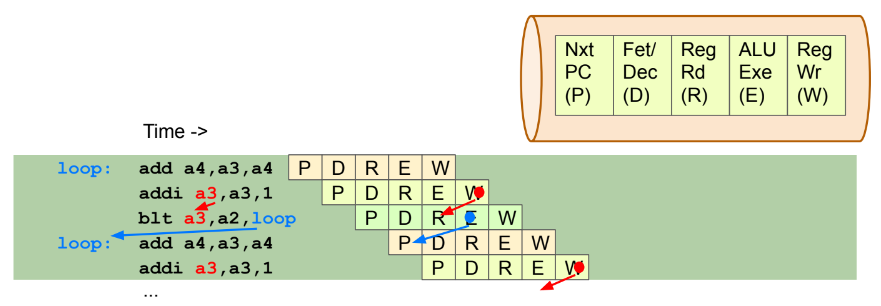 Nxt PC (P)
Fet/ Dec (D)
Reg Rd (R)
ALU Exe (E)
Reg Wr (W)
Time ->
loop: add a4,a3,a4 P D R E W
addi a3,a3,1 P D R E W
blt a3,a2,loop P D R E W
loop: add a4,a3,a4 P D R E W
addi a3,a3,1 P D R E W
...